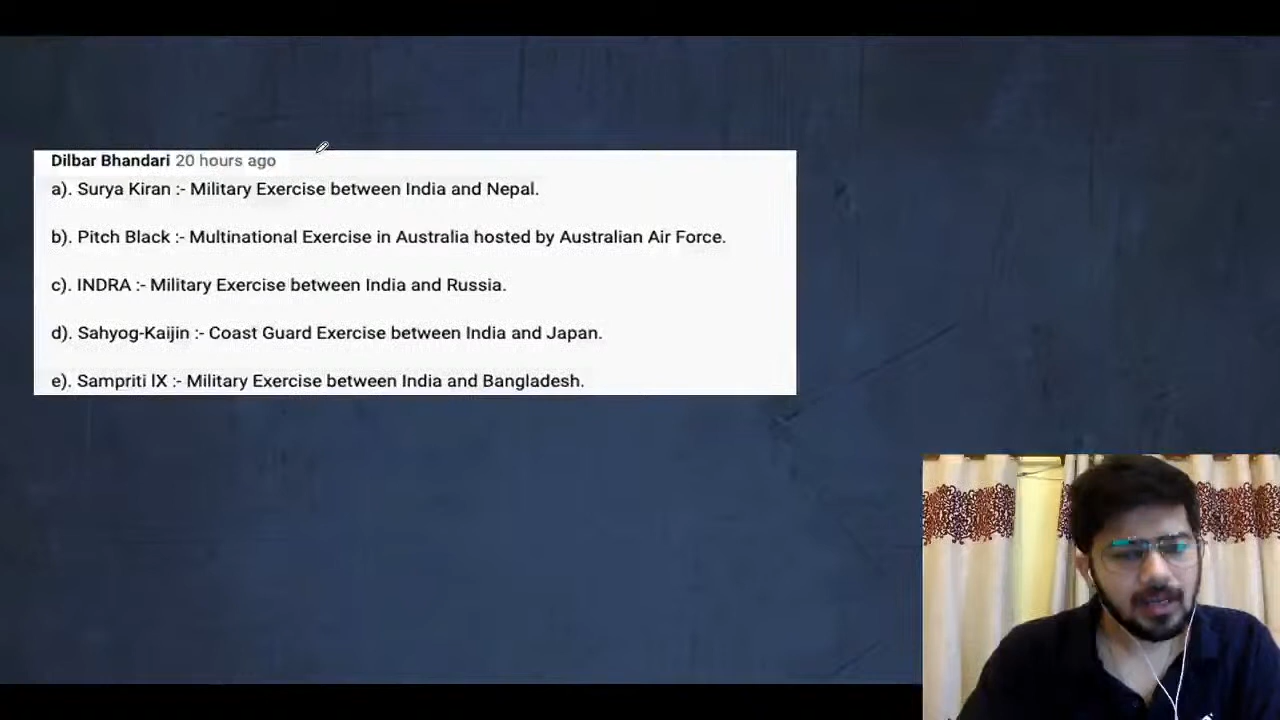 Dilbar Bhandari 20 hours ago
a). Surya Kiran :- Military Exercise between India and Nepal.
b). Pitch Black :- Multinational Exercise in Australia hosted by Australian Air Force.
c). INDRA :- Military Exercise between India and Russia.
d). Sahyog-Kaijin :- Coast Guard Exercise between India and Japan.
e). Sampriti IX :- Military Exercise between India and Bangladesh.